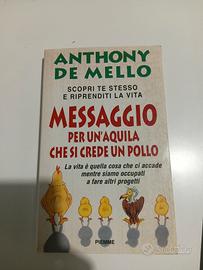 ANTHONY
DE MELLO
SCOPRI TE STESSO
E RIPRENDITI LA VITA
MESSAGGIO
PER UN'AQUILA
CHE SI CREDE UN POLLO
La vita è quella cosa che ci accade
mentre siamo occupati
a fare altri progetti
PIEMME
subito